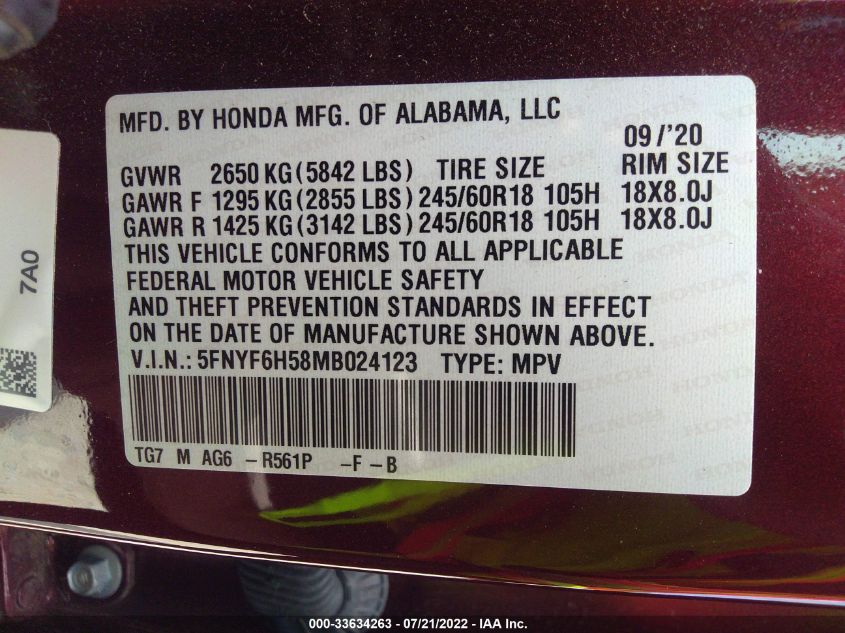 MFD. BY HONDA MFG. OF ALABAMA, LLC
09/'20
GVWR 2650 KG (5842 LBS) TIRE SIZE RIM SIZE
GAWR F 1295 KG (2855 LBS) 245/60R18 105H 18X8.0J
GAWR R 1425 KG (3142 LBS) 245/60R18 105H 18X8.0J
THIS VEHICLE CONFORMS TO ALL APPLICABLE
FEDERAL MOTOR VEHICLE SAFETY
AND THEFT PREVENTION STANDARDS IN EFFECT
ON THE DATE OF MANUFACTURE SHOWN ABOVE.
V.I.N.: 5FNYF6H58MB024123 TYPE: MPV
TG7 M AG6 -R561P -F-B
7A0
000-33634263 - 07/21/2022 - IAA Inc.